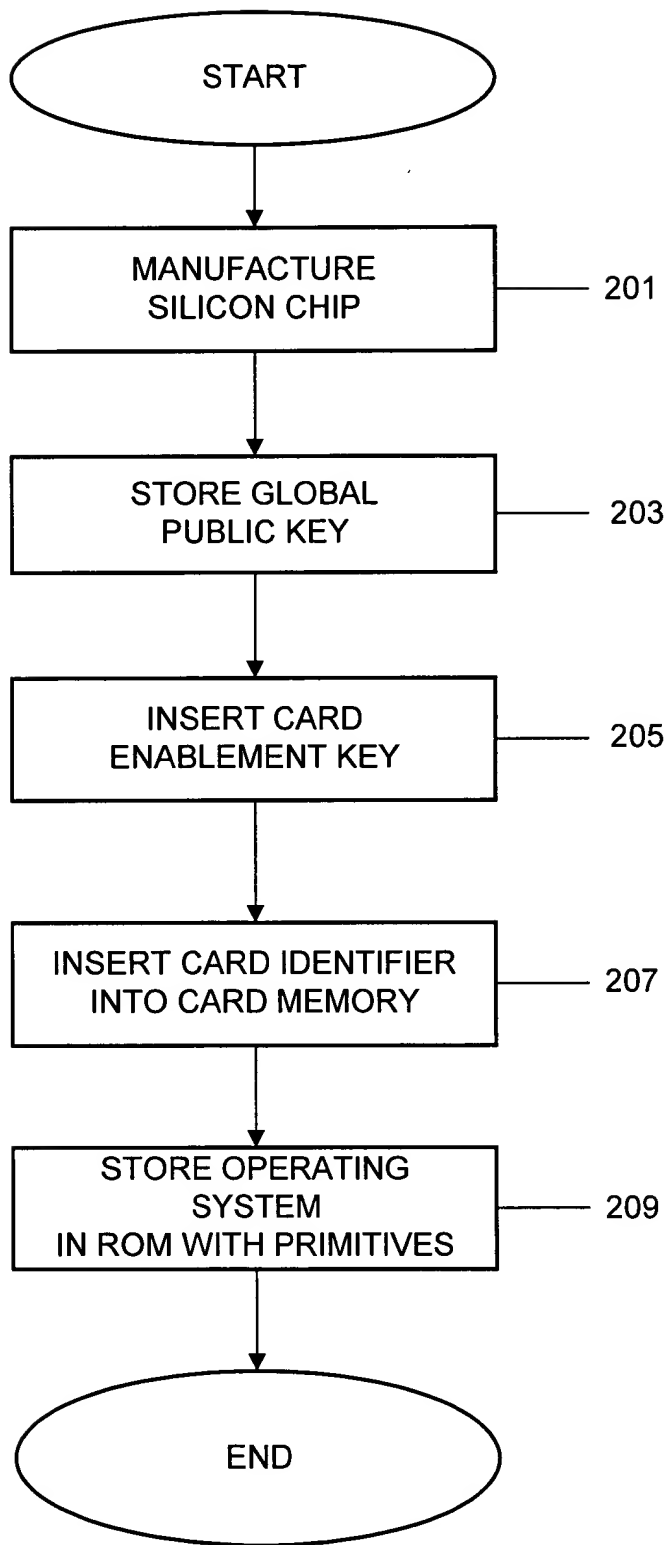 START
MANUFACTURE
SILICON CHIP
201
STORE GLOBAL
PUBLIC KEY
203
INSERT CARD
ENABLEMENT KEY
205
INSERT CARD IDENTIFIER
INTO CARD MEMORY
207
STORE OPERATING
SYSTEM
IN ROM WITH PRIMITIVES
209
END